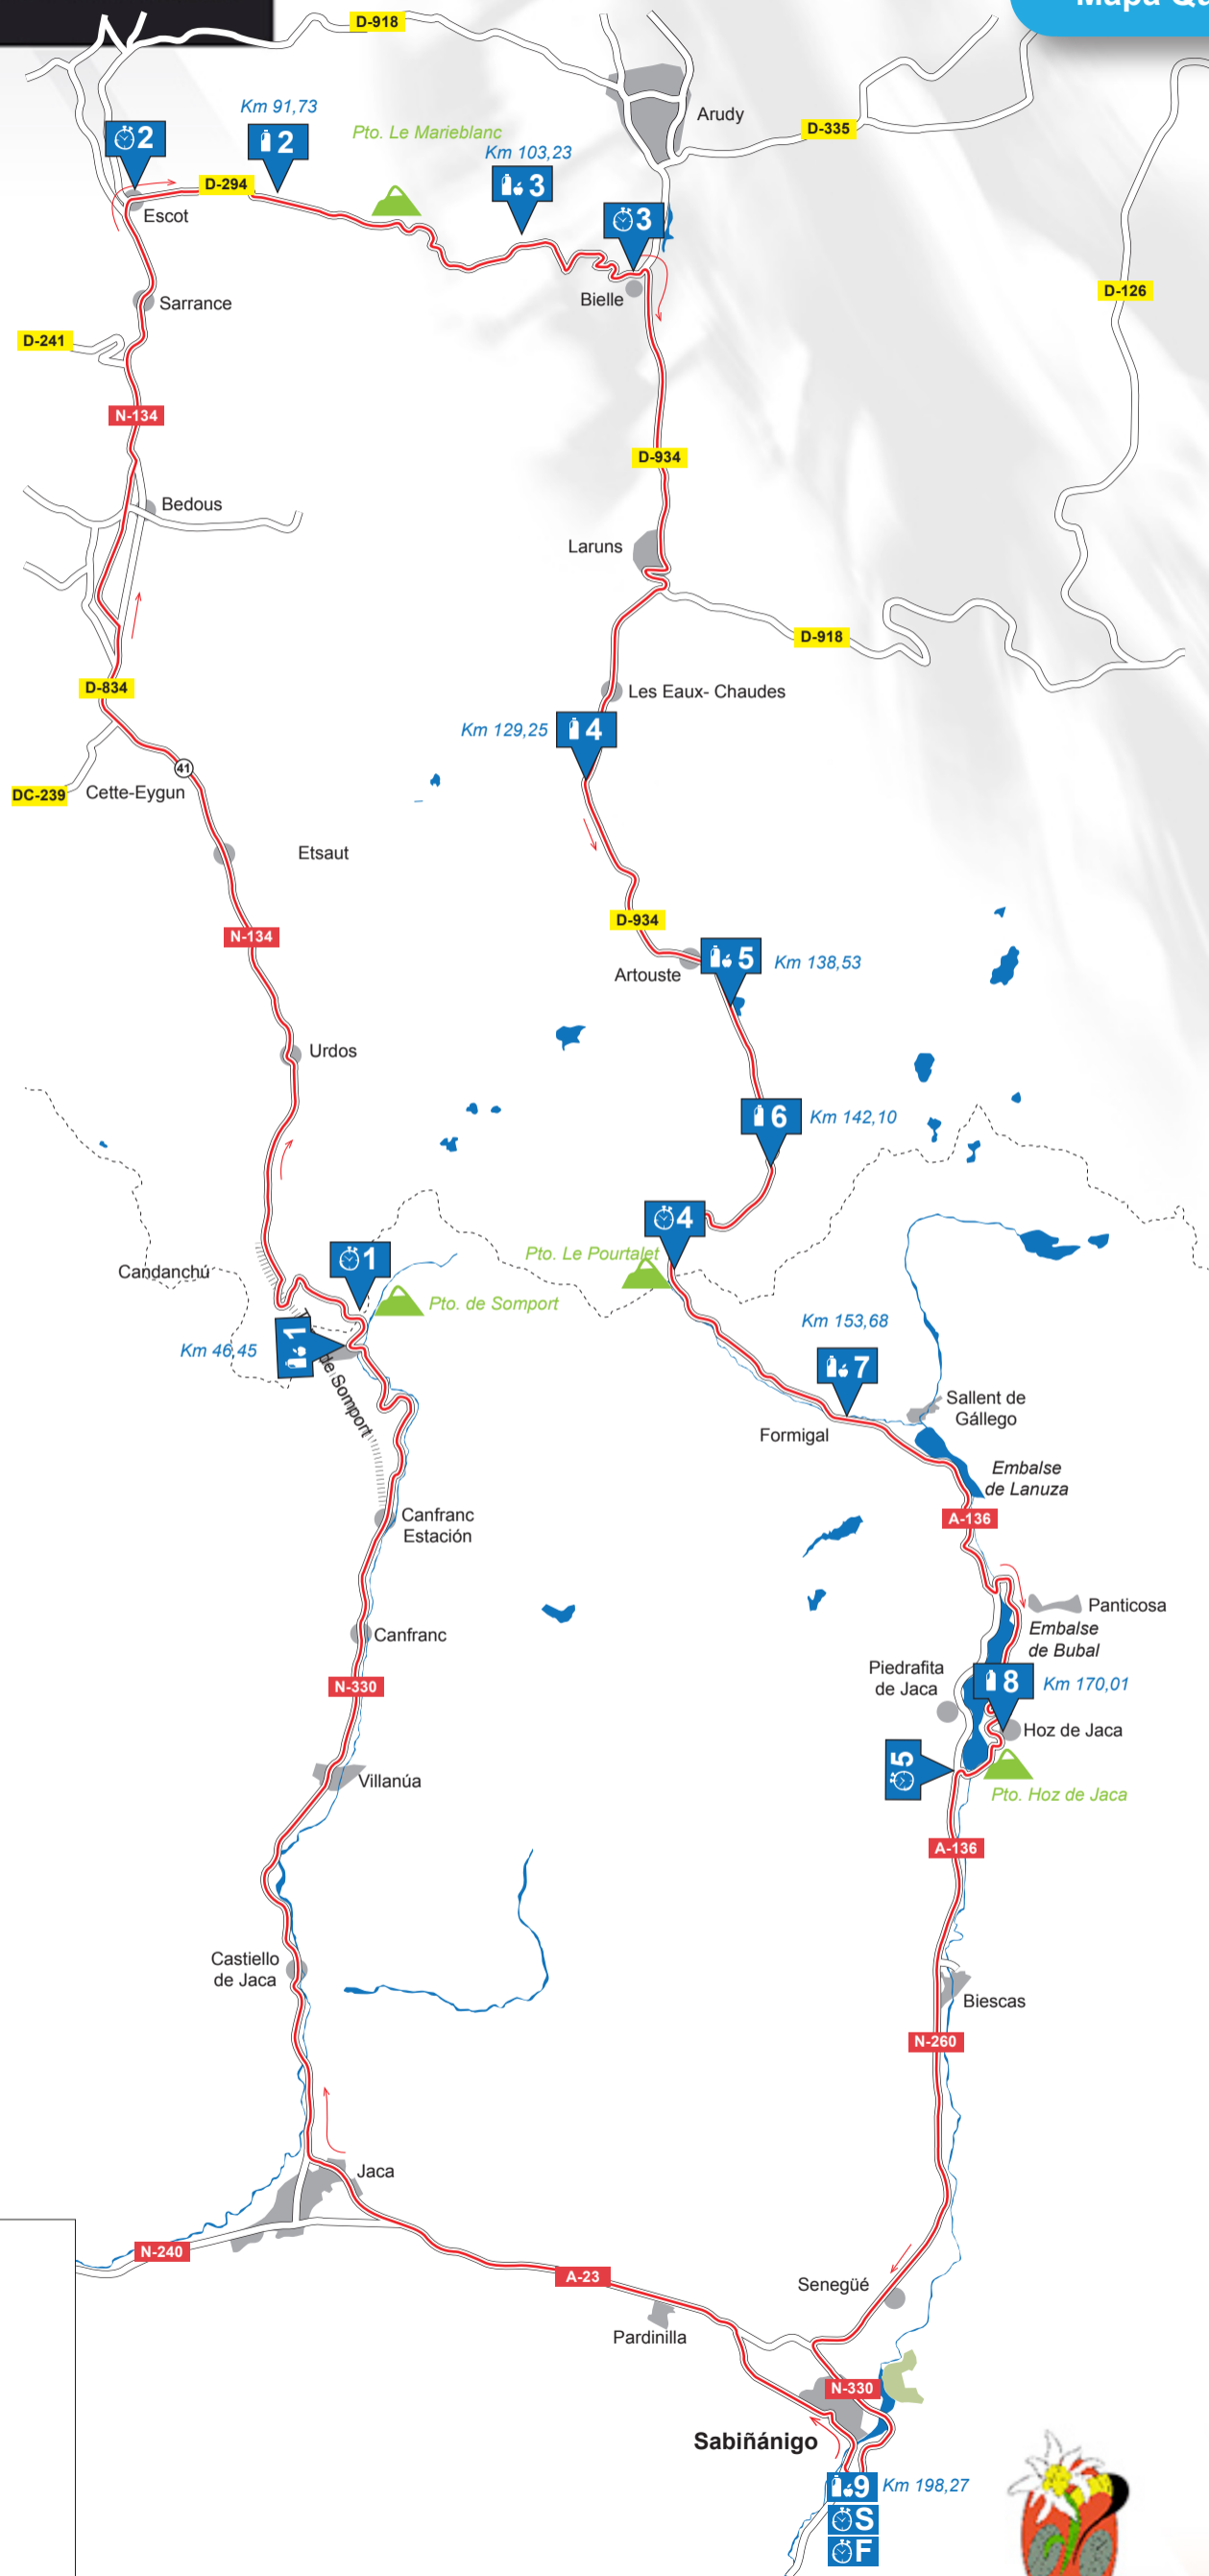 Mapa Qu
D-918
Arudy
D-335
Km 91,73
2
2
Pto. Le Marieblanc
Km 103,23
3
D-294
3
Escot
Bielle
D-126
Sarrance
D-241
N-134
D-934
Bedous
Laruns
D-918
D-834
Les Eaux- Chaudes
Km 129,25
4
41
DC-239
Cette-Eygun
Etsaut
D-934
N-134
5
Km 138,53
Artouste
Urdos
6
Km 142,10
4
Pto. Le Pourtalet
1
Candanchú
Pto. de Somport
Km 46,45
1
de Somport
Km 153,68
7
Sallent de
Gállego
Formigal
Embalse
de Lanuza
Canfranc
Estación
A-136
Panticosa
Canfranc
Embalse
de Bubal
Piedrafita
de Jaca
8
Km 170,01
N-330
Hoz de Jaca
5
Villanúa
Pto. Hoz de Jaca
A-136
Castiello
de Jaca
Biescas
N-260
Jaca
N-240
A-23
Senegüé
Pardinilla
N-330
Sabiñánigo
9
Km 198,27
S
F